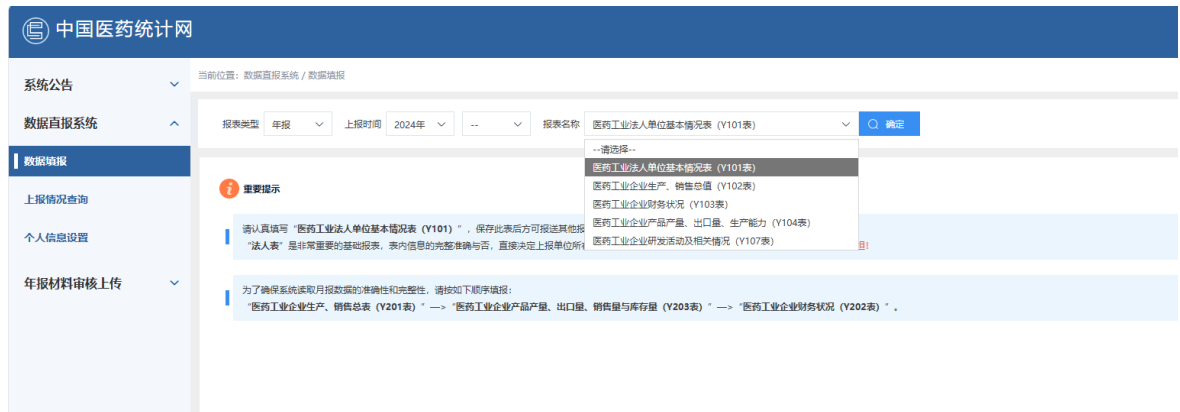 中国医药统计网
系统公告
数据直报系统
数据填报
上报情况查询
个人信息设置
年报材料审核上传
当前位置：数据直报系统 / 数据填报
报表类型 年报 上报时间 2024年 -- 报表名称 医药工业法人单位基本情况表（Y101表） 确定
--请选择--
医药工业法人单位基本情况表（Y101表）
医药工业企业生产、销售总值（Y102表）
医药工业企业财务状况（Y103表）
医药工业企业产品产量、出口量、生产能力（Y104表）
医药工业企业研发活动及相关情况（Y107表）
重要提示
请认真填写“医药工业法人单位基本情况表（Y101）”，保存此表后方可报送其他报
“法人表”是非常重要的基础报表，表内信息的完整准确与否，直接决定上报单位所
！
为了确保系统读取月报数据的准确性和完整性，请按如下顺序填报：
“医药工业企业生产、销售总表（Y201表）”—>“医药工业企业产品产量、出口量、销售量与库存量（Y203表）”—>“医药工业企业财务状况（Y202表）”。